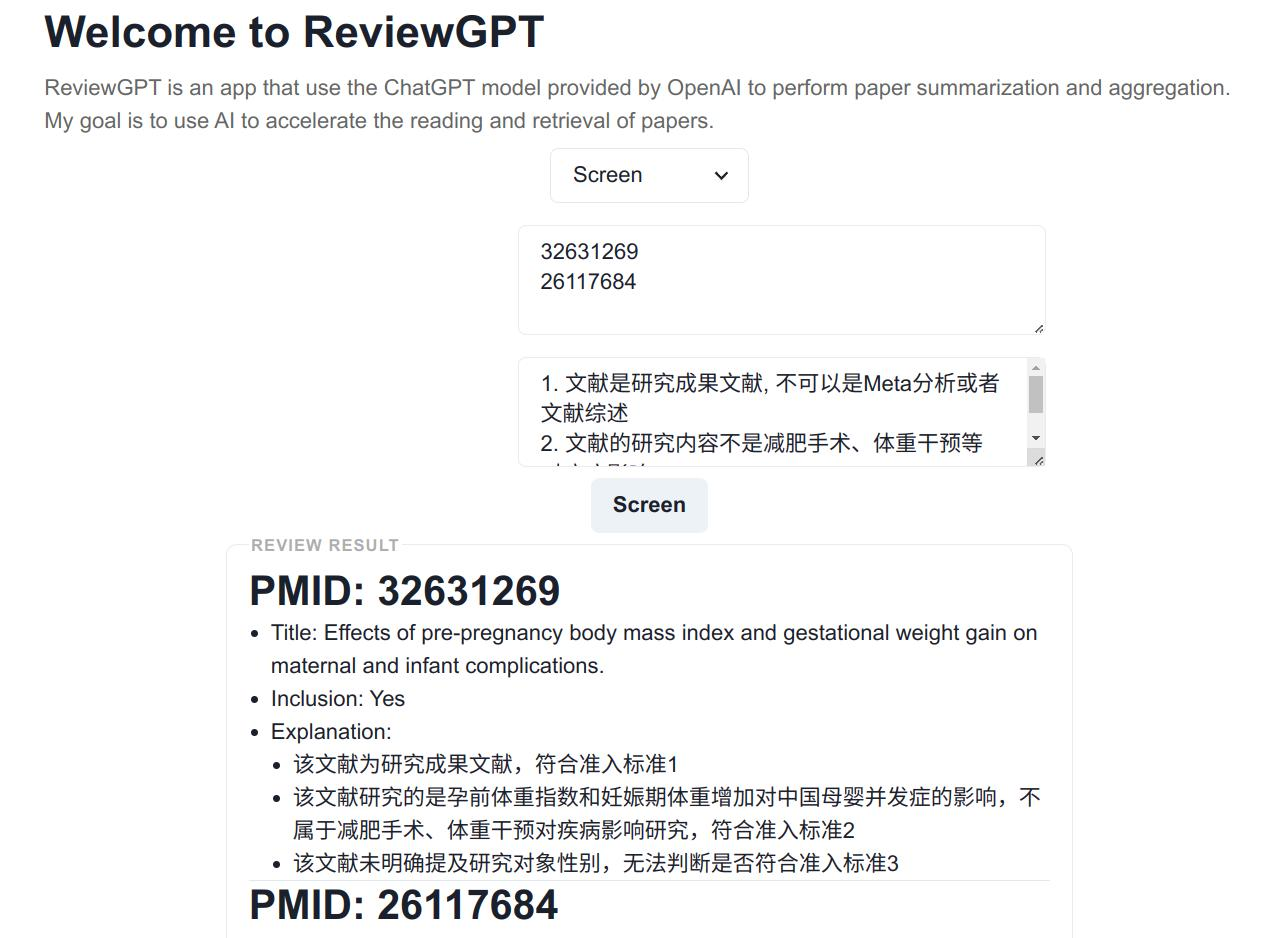 Welcome to ReviewGPT
ReviewGPT is an app that use the ChatGPT model provided by OpenAI to perform paper summarization and aggregation.
My goal is to use AI to accelerate the reading and retrieval of papers.
Screen
32631269
26117684
1. 文献是研究成果文献, 不可以是Meta分析或者
文献综述
2. 文献的研究内容不是减肥手术、体重干预等
Screen
REVIEW RESULT
PMID: 32631269
Title: Effects of pre-pregnancy body mass index and gestational weight gain on
maternal and infant complications.
Inclusion: Yes
Explanation:
该文献为研究成果文献，符合准入标准1
该文献研究的是孕前体重指数和妊娠期体重增加对中国母婴并发症的影响，不
属于减肥手术、体重干预对疾病影响研究，符合准入标准2
该文献未明确提及研究对象性别，无法判断是否符合准入标准3
PMID: 26117684